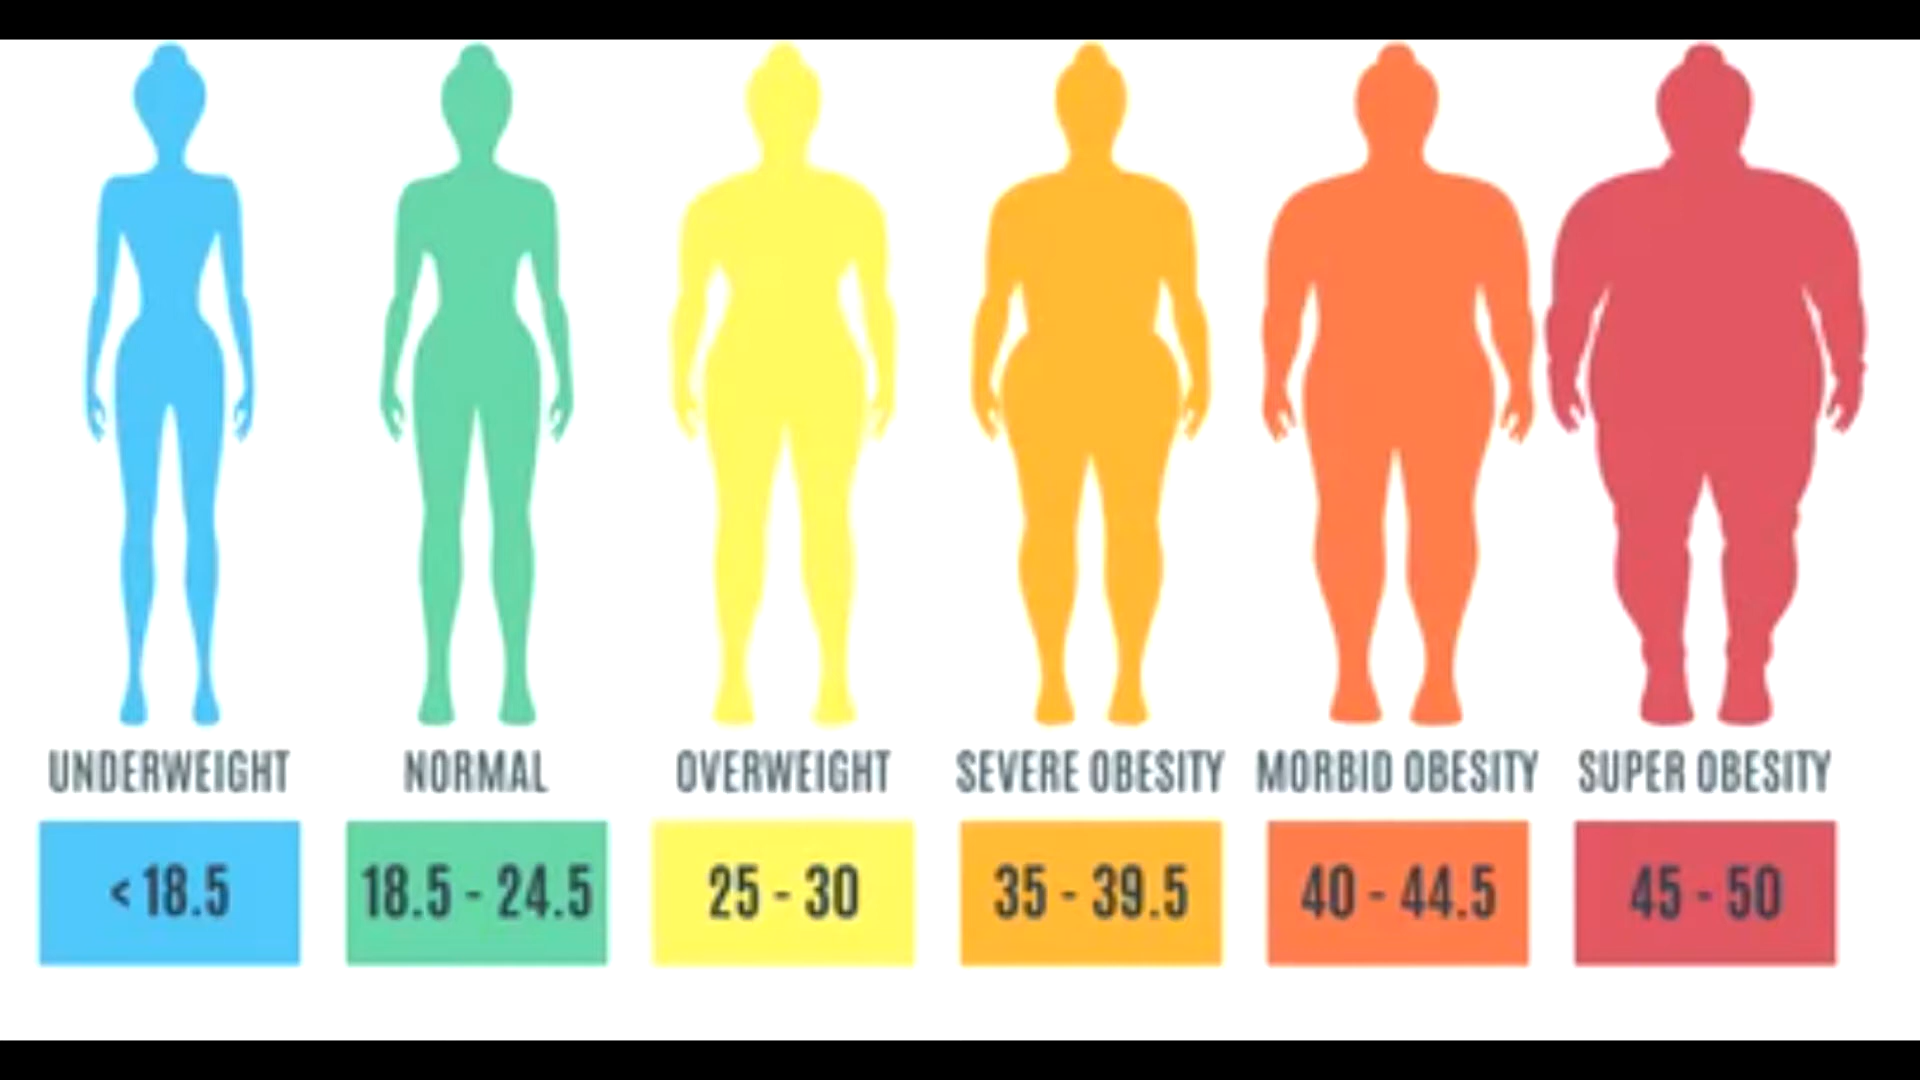 UNDERWEIGHT
NORMAL
OVERWEIGHT
SEVERE OBESITY
MORBID OBESITY
SUPER OBESITY
< 18.5
18.5 - 24.5
25 - 30
35 - 39.5
40 - 44.5
45 - 50